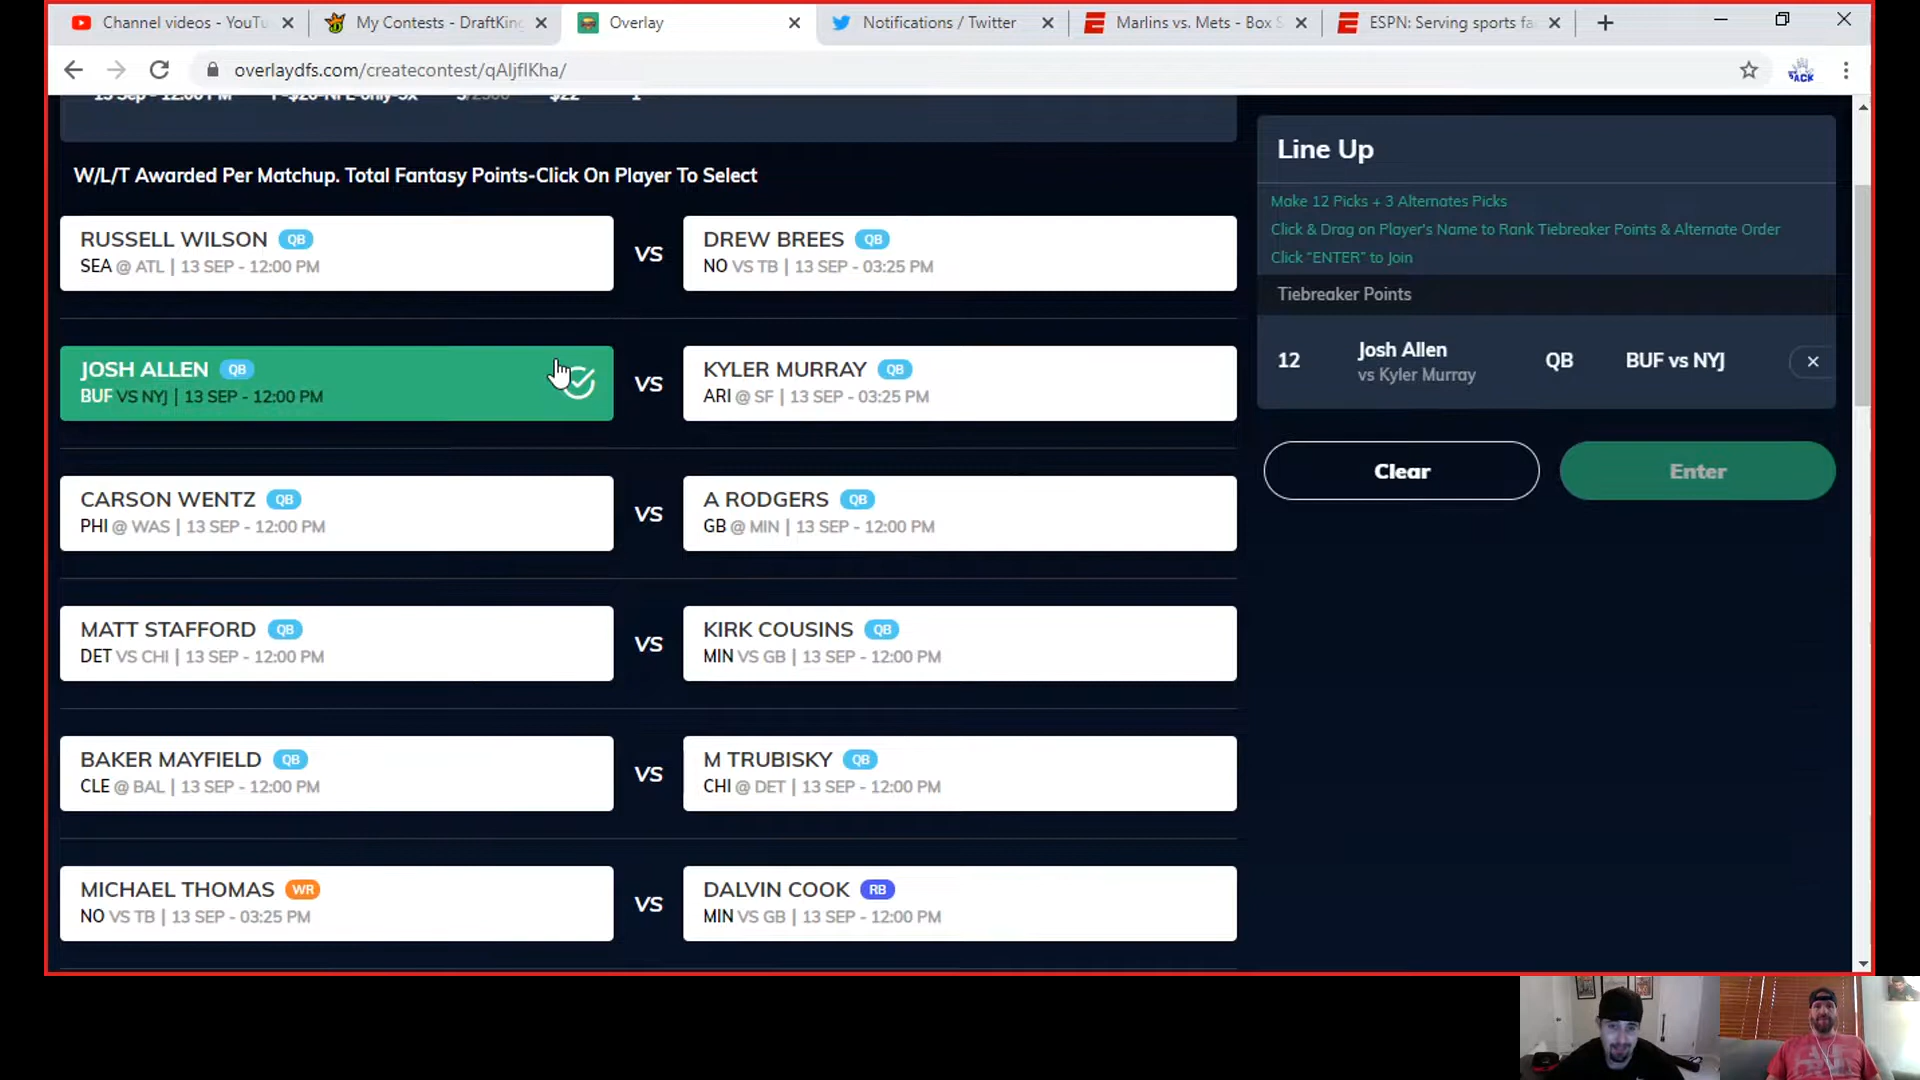 Channel videos - YouTu
My Contests - DraftKin
Overlay
Notifications / Twitter
Marlins vs. Mets - Box S
ESPN: Serving sports fa
overlaydfs.com/createcontest/qAljflKha/
W/L/T Awarded Per Matchup. Total Fantasy Points-Click On Player To Select
RUSSELL WILSON QB
SEA @ ATL | 13 SEP - 12:00 PM
VS
DREW BREES QB
NO VS TB | 13 SEP - 03:25 PM
JOSH ALLEN QB
BUF VS NYJ | 13 SEP - 12:00 PM
VS
KYLER MURRAY QB
ARI @ SF | 13 SEP - 03:25 PM
CARSON WENTZ QB
PHI @ WAS | 13 SEP - 12:00 PM
VS
A RODGERS QB
GB @ MIN | 13 SEP - 12:00 PM
MATT STAFFORD QB
DET VS CHI | 13 SEP - 12:00 PM
VS
KIRK COUSINS QB
MIN VS GB | 13 SEP - 12:00 PM
BAKER MAYFIELD QB
CLE @ BAL | 13 SEP - 12:00 PM
VS
M TRUBISKY QB
CHI @ DET | 13 SEP - 12:00 PM
MICHAEL THOMAS WR
NO VS TB | 13 SEP - 03:25 PM
VS
DALVIN COOK RB
MIN VS GB | 13 SEP - 12:00 PM
Line Up
Make 12 Picks + 3 Alternates Picks
Click & Drag on Player's Name to Rank Tiebreaker Points & Alternate Order
Click “ENTER” to Join
Tiebreaker Points
12 Josh Allen QB BUF vs NYJ
vs Kyler Murray
Clear
Enter